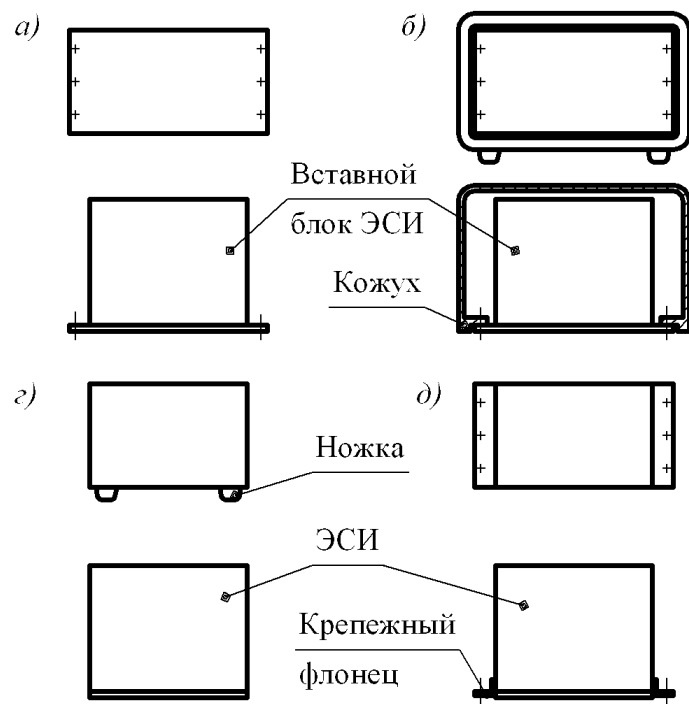 а)
б)
Вставной
блок ЭСИ
Кожух
г)
д)
Ножка
ЭСИ
Крепежный
флонец